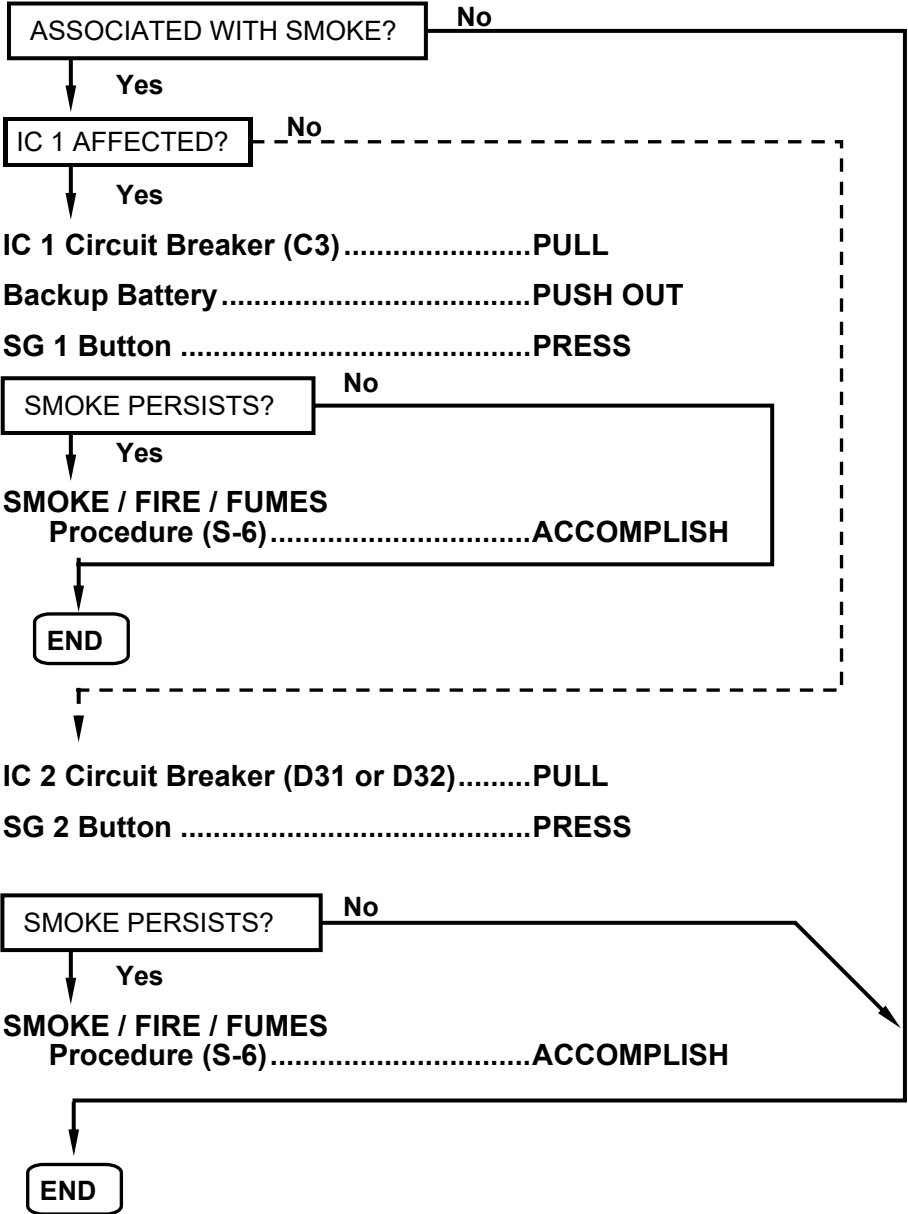 ASSOCIATED WITH SMOKE?
No
Yes
IC 1 AFFECTED?
No
Yes
IC 1 Circuit Breaker (C3).......................PULL
Backup Battery......................................PUSH OUT
SG 1 Button ...........................................PRESS
SMOKE PERSISTS?
No
Yes
SMOKE / FIRE / FUMES
Procedure (S-6)................................ACCOMPLISH
END
IC 2 Circuit Breaker (D31 or D32).........PULL
SG 2 Button ...........................................PRESS
SMOKE PERSISTS?
No
Yes
SMOKE / FIRE / FUMES
Procedure (S-6)................................ACCOMPLISH
END